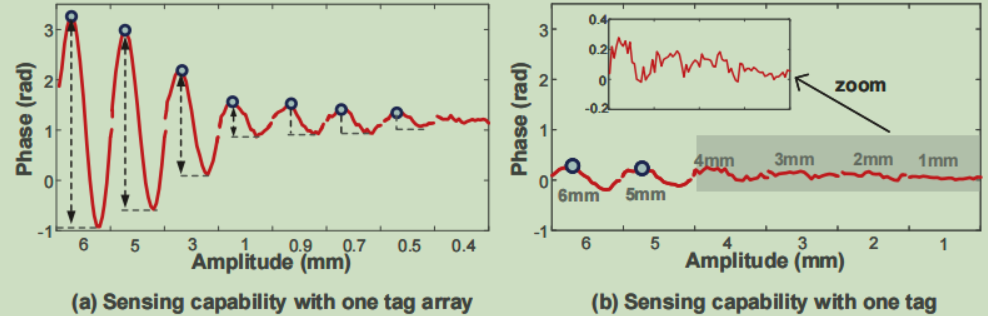 3
2
1
0
-1
Phase (rad)
6 5 3 1 0.9 0.7 0.5 0.4
Amplitude (mm)
(a) Sensing capability with one tag array
3
2
1
0
-1
Phase (rad)
0.4
0.2
0
-0.2
zoom
4mm 3mm 2mm 1mm
6mm 5mm
6 5 4 3 2 1
Amplitude (mm)
(b) Sensing capability with one tag